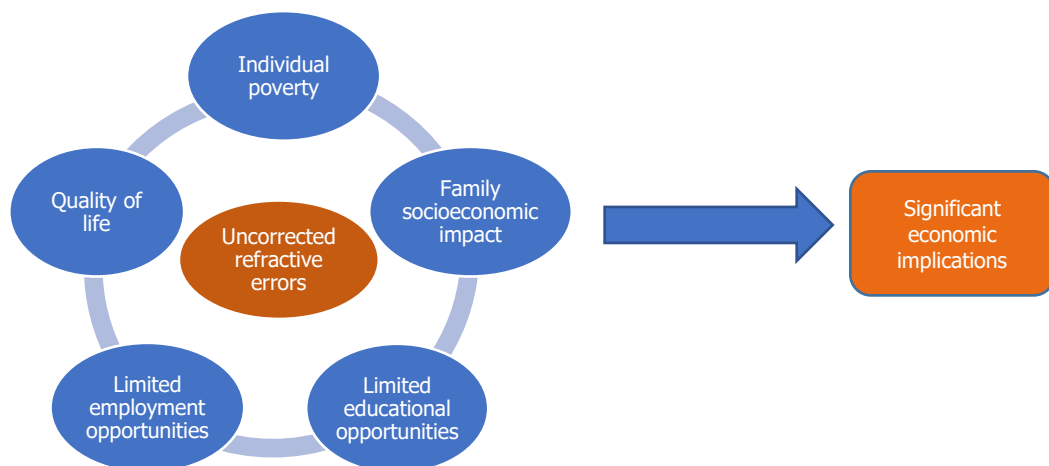 Individual
poverty
Quality of
life
Family
socioeconomic
impact
Uncorrected
refractive
errors
Limited
employment
opportunities
Limited
educational
opportunities
Significant
economic
implications